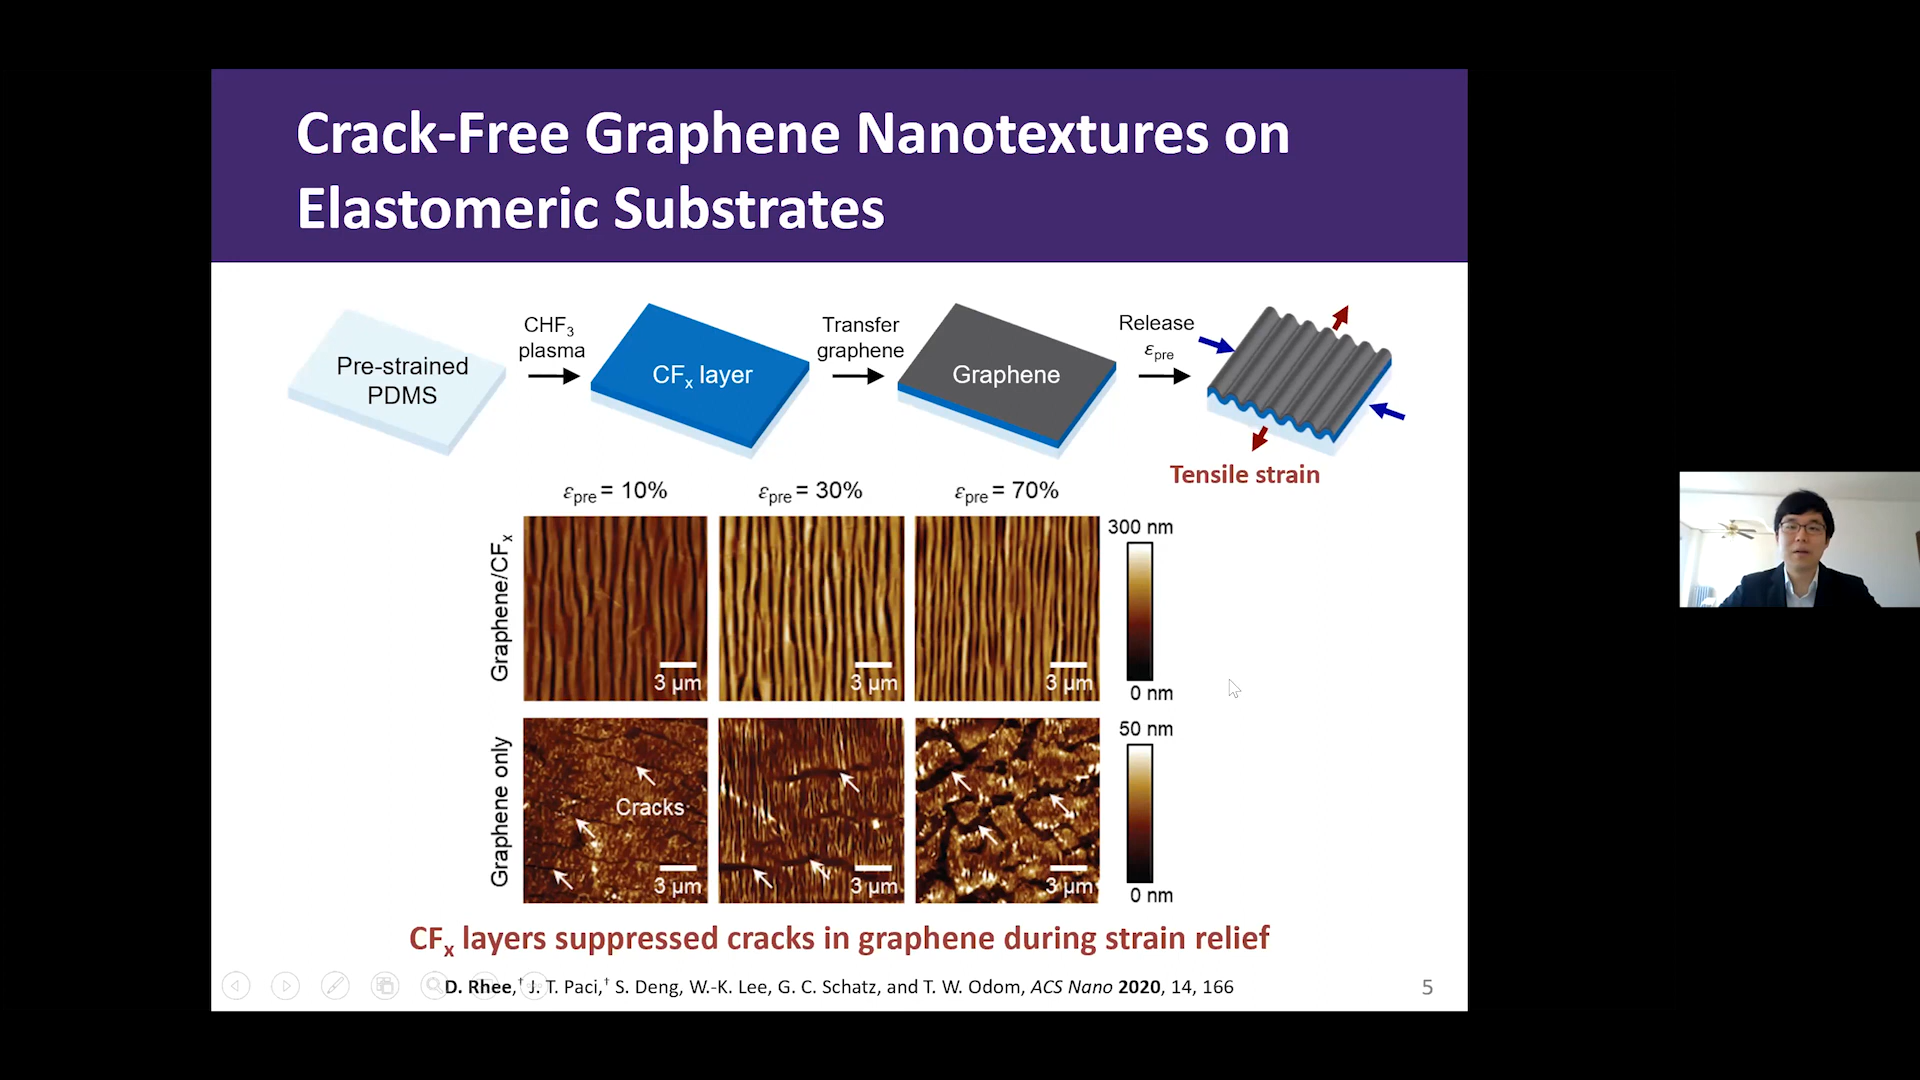 Crack-Free Graphene Nanotextures on
Elastomeric Substrates
Pre-strained
PDMS
CHF3
plasma
CFx layer
Transfer
graphene
Graphene
Release
εpre
Tensile strain
εpre = 10%
εpre = 30%
εpre = 70%
Graphene/CFx
3 µm
3 µm
3 µm
300 nm
0 nm
Graphene only
Cracks
3 µm
3 µm
3 µm
50 nm
0 nm
CFx layers suppressed cracks in graphene during strain relief
D. Rhee,† J. T. Paci,† S. Deng, W.-K. Lee, G. C. Schatz, and T. W. Odom, ACS Nano 2020, 14, 166
5